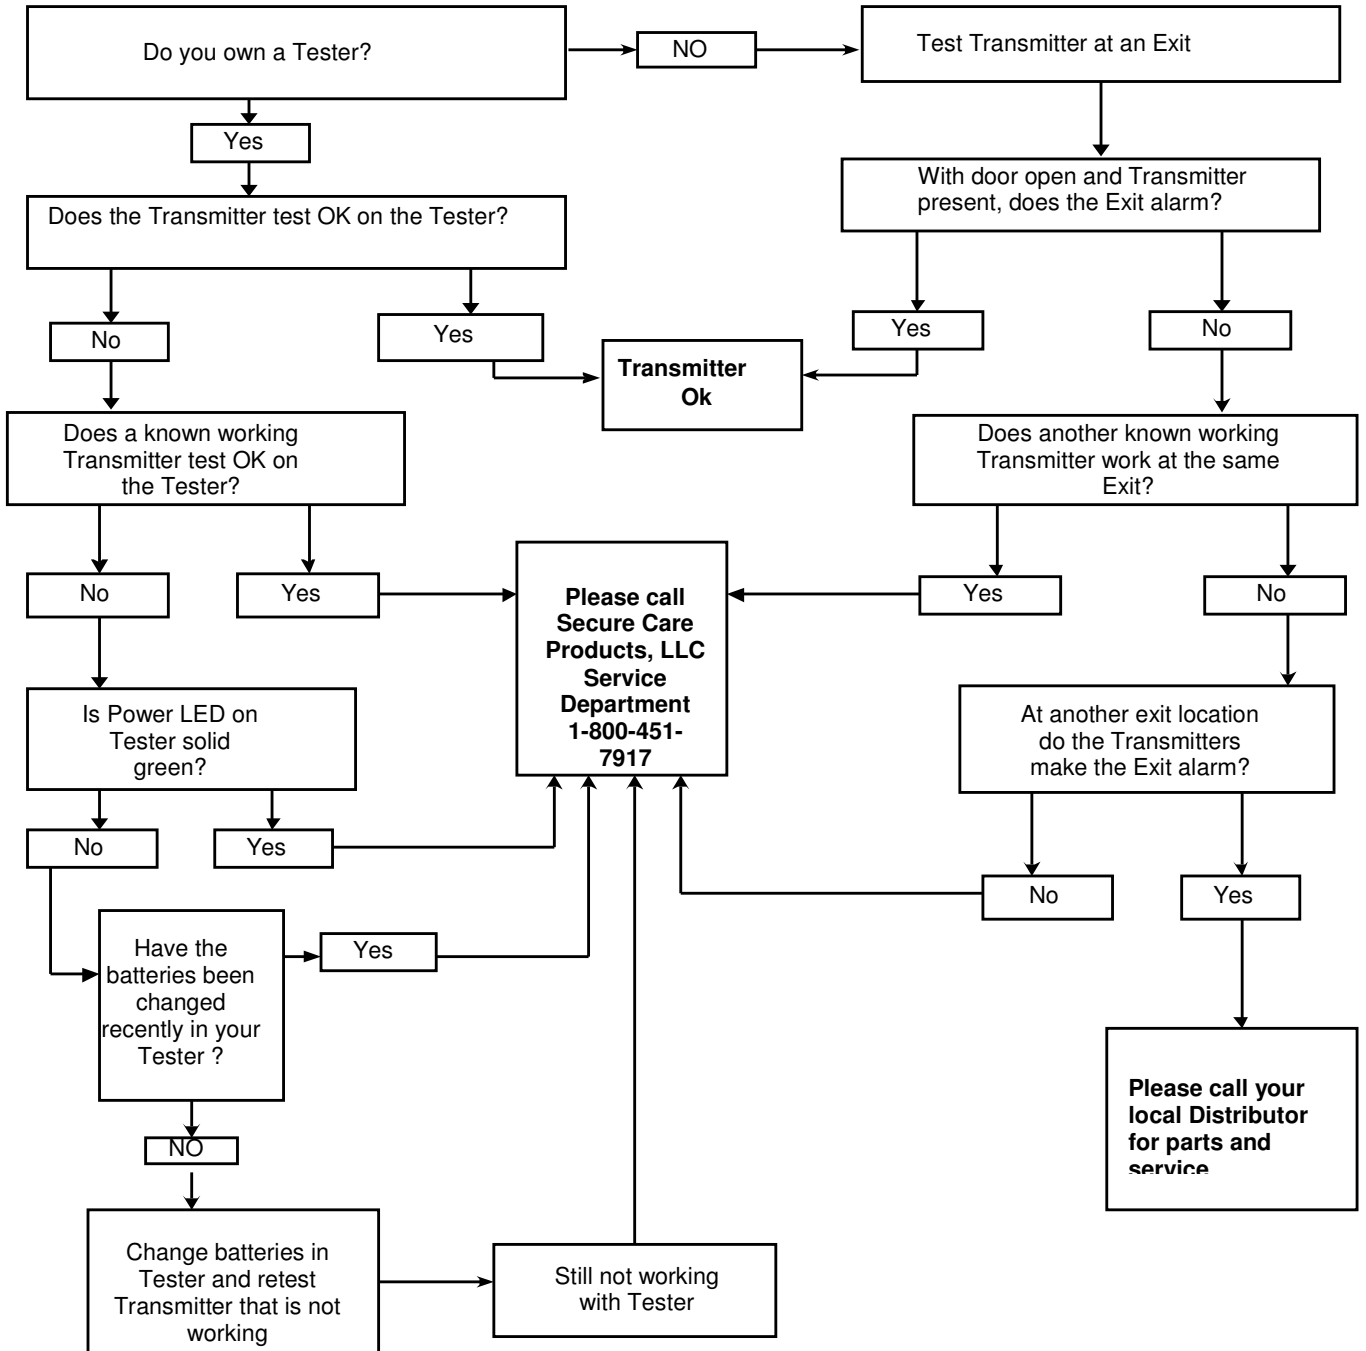 Do you own a Tester?
NO
Test Transmitter at an Exit
Yes
With door open and Transmitter
present, does the Exit alarm?
Does the Transmitter test OK on the Tester?
No
Yes
Yes
No
Transmitter
Ok
Does a known working
Transmitter test OK on
the Tester?
Does another known working
Transmitter work at the same
Exit?
No
Yes
Please call
Secure Care
Products, LLC
Service
Department
1-800-451-
7917
Yes
No
Is Power LED on
Tester solid
green?
At another exit location
do the Transmitters
make the Exit alarm?
No
Yes
No
Yes
Have the
batteries been
changed
recently in your
Tester ?
Yes
Please call your
local Distributor
for parts and
service
NO
Change batteries in
Tester and retest
Transmitter that is not
working
Still not working
with Tester